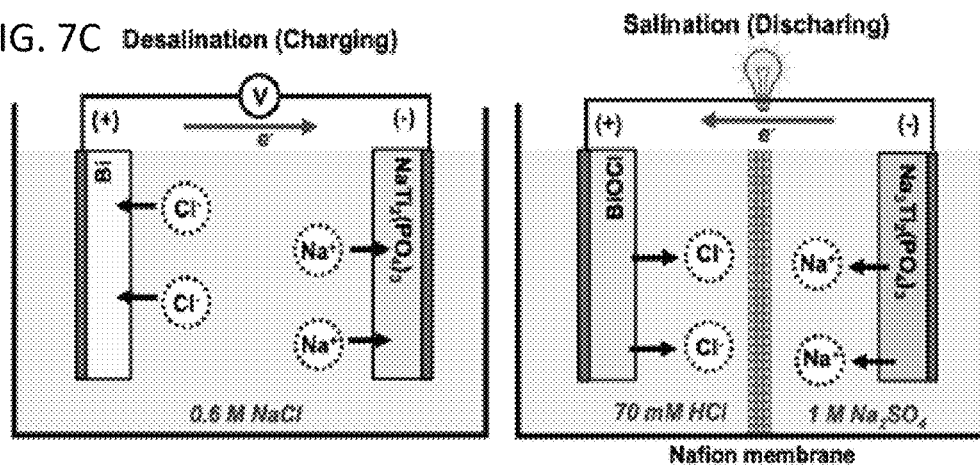 IG. 7C Desalination (Charging)
Salination (Discharing)
V
(+)
(-)
e-
Bi
NaTi₂(PO₄)₃
Cl-
Cl-
Na+
Na+
0.6 M NaCl
(+)
(-)
e-
BiOCl
Na₃Ti₂(PO₄)₃
Cl-
Cl-
Na+
Na+
70 mM HCl
1 M Na₂SO₄
Nafion membrane